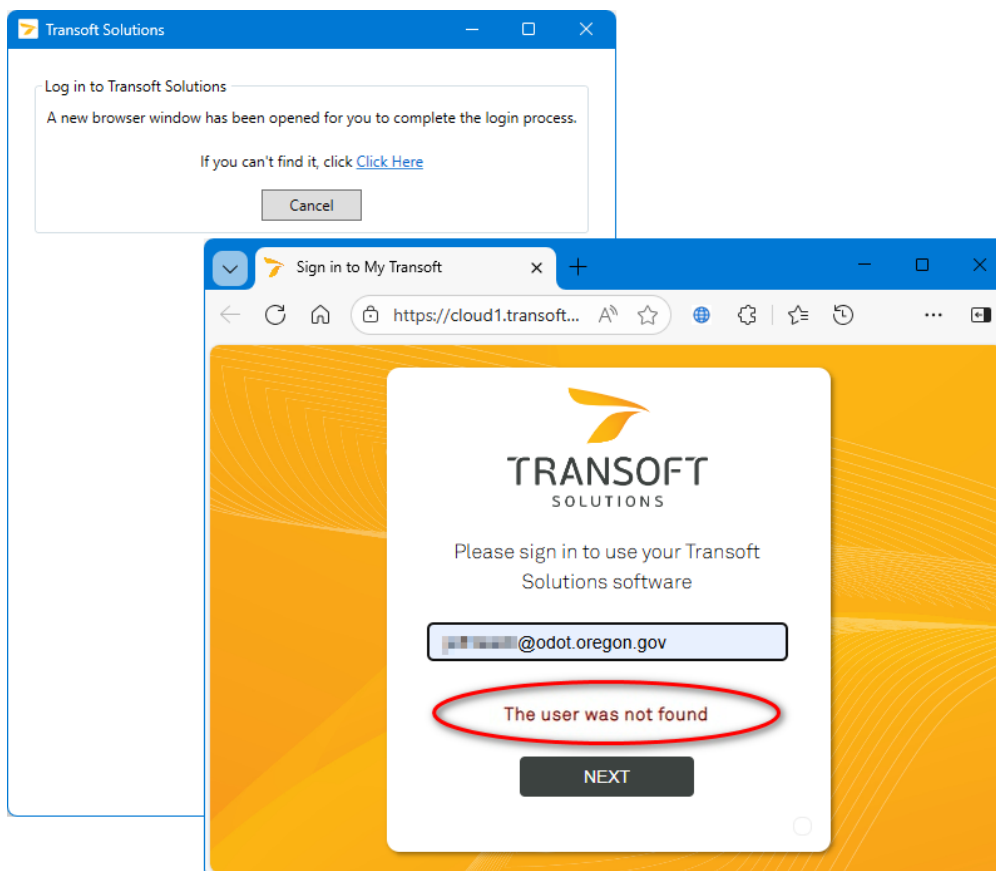 Transoft Solutions
Log in to Transoft Solutions
A new browser window has been opened for you to complete the login process.
If you can't find it, click Click Here
Cancel
Sign in to My Transoft
https://cloud1.transoft...
TRANSOFT
SOLUTIONS
Please sign in to use your Transoft
Solutions software
@odot.oregon.gov
The user was not found
NEXT